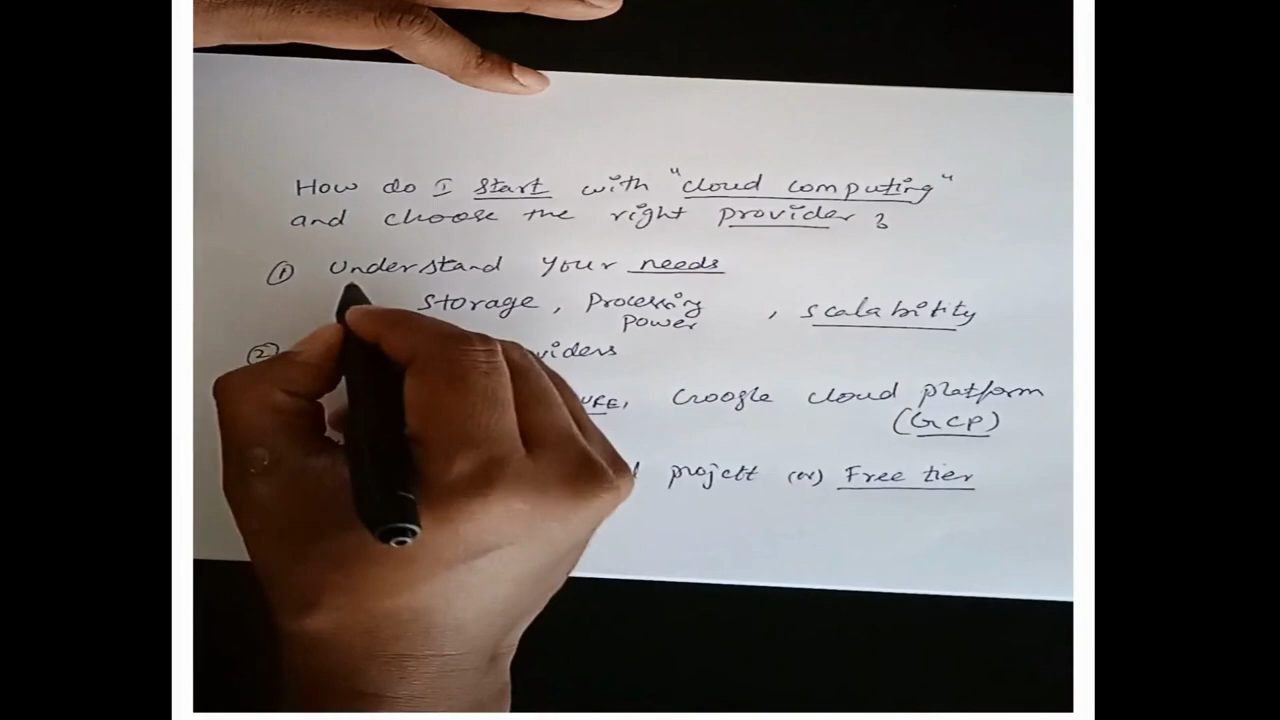 How do I start with "cloud computing"
and choose the right provider?
① Understand your needs
storage, processing power, scalability
②
Google cloud platform
(GCP)
project (or) Free tier